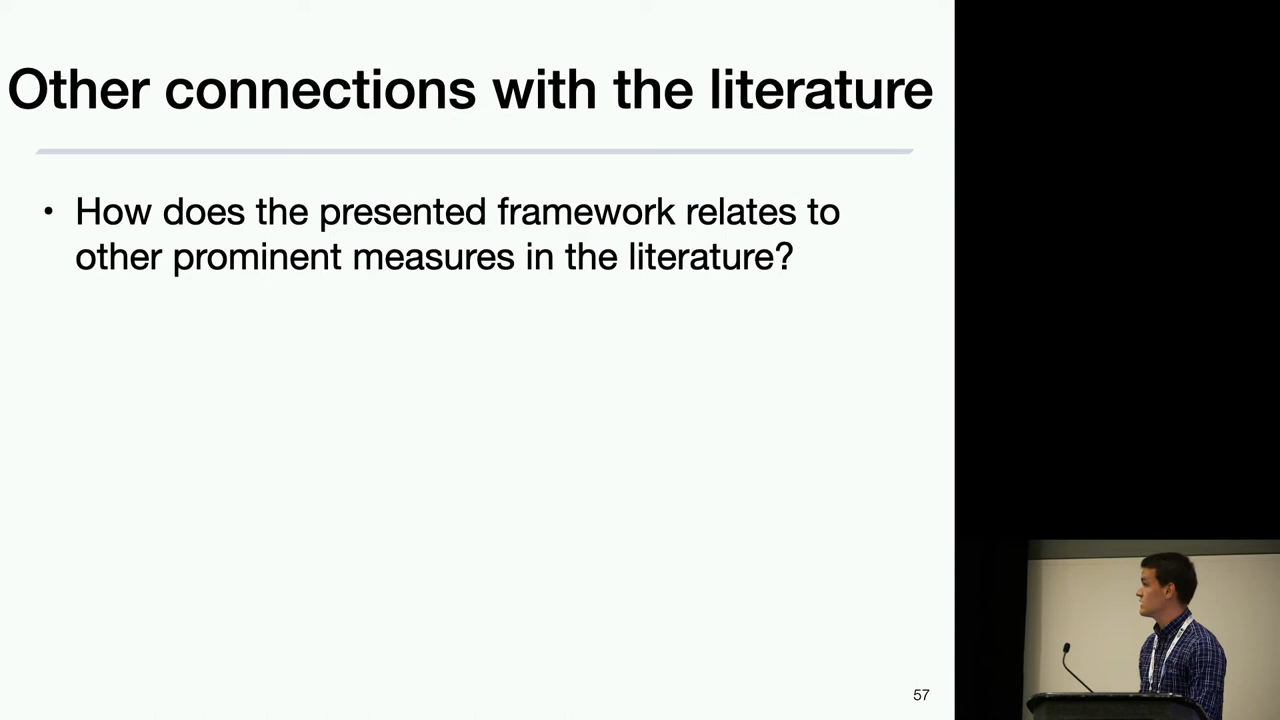 Other connections with the literature
• How does the presented framework relates to
other prominent measures in the literature?
57